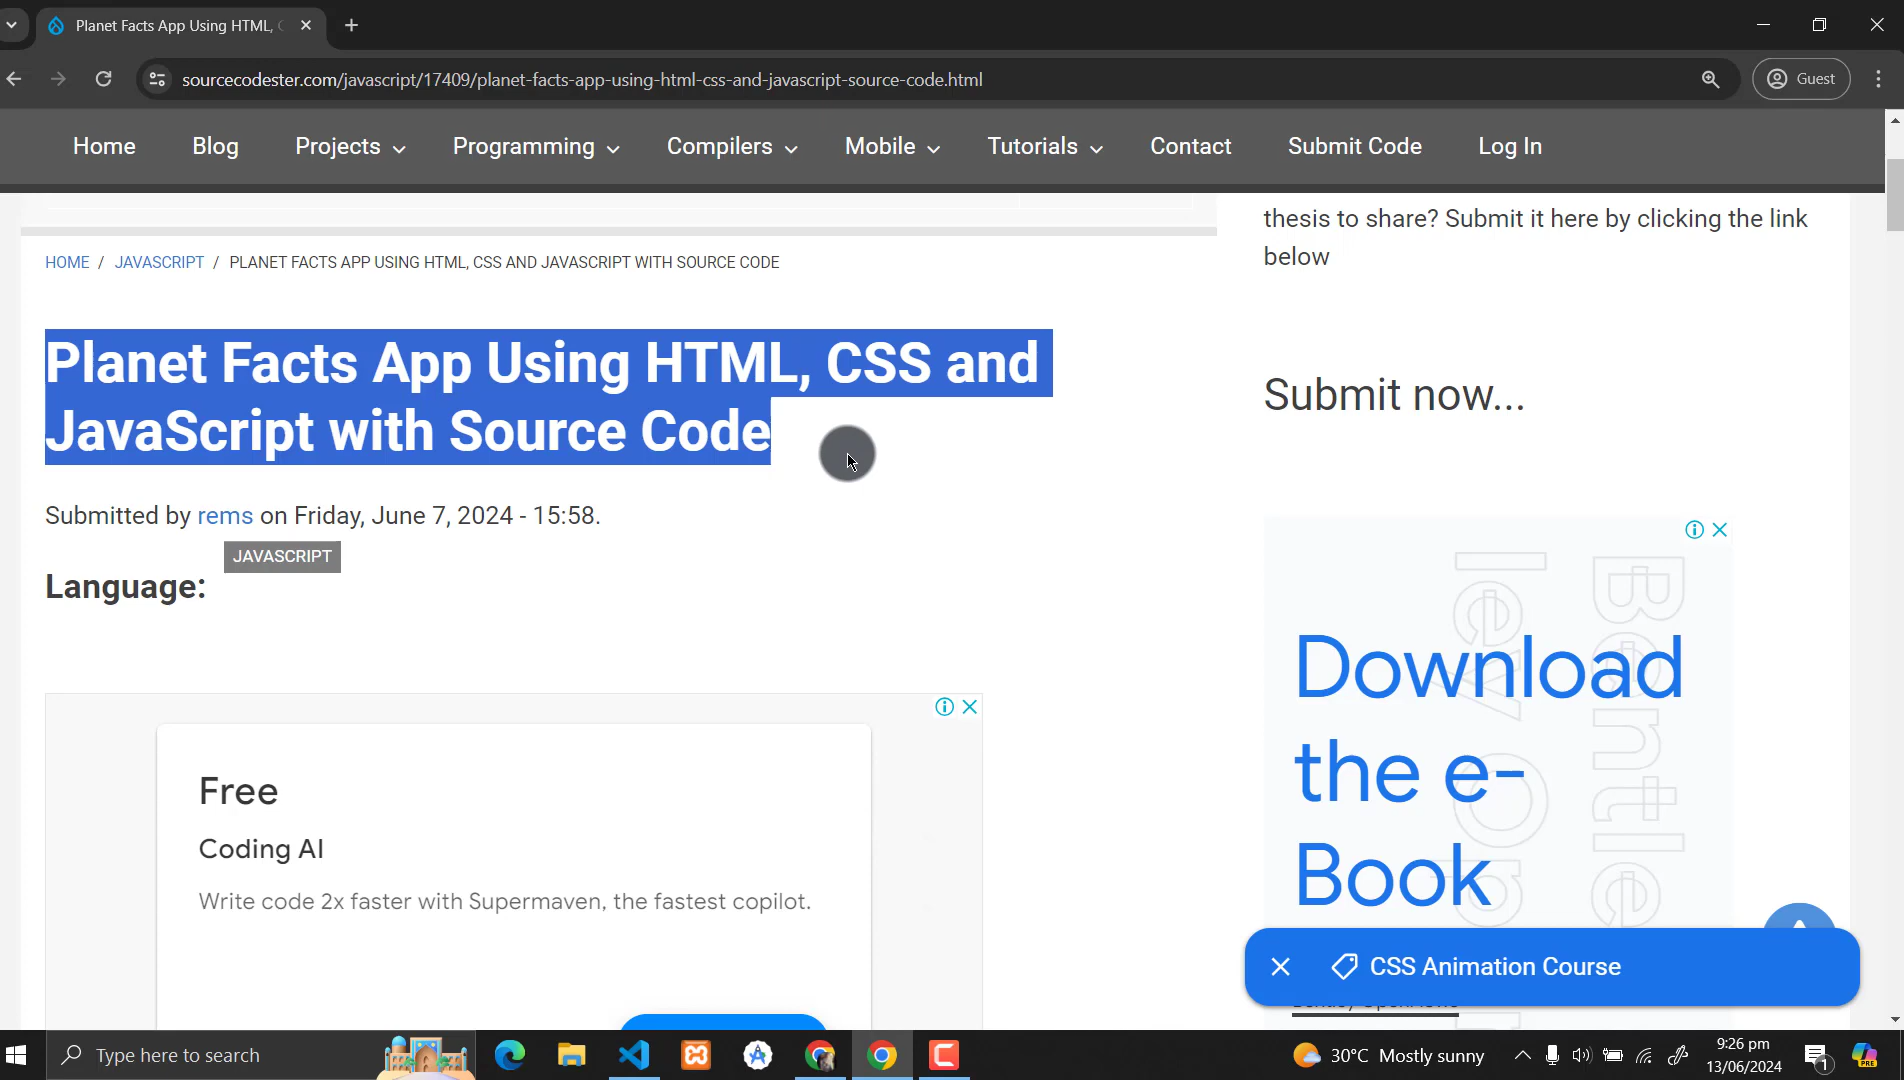 Planet Facts App Using HTML, C
sourcecodester.com/javascript/17409/planet-facts-app-using-html-css-and-javascript-source-code.html
Guest
Home Blog Projects Programming Compilers Mobile Tutorials Contact Submit Code Log In
thesis to share? Submit it here by clicking the link
below
HOME / JAVASCRIPT / PLANET FACTS APP USING HTML, CSS AND JAVASCRIPT WITH SOURCE CODE
Planet Facts App Using HTML, CSS and
JavaScript with Source Code
Submit now...
Submitted by rems on Friday, June 7, 2024 - 15:58.
JAVASCRIPT
Language:
Free
Coding AI
Write code 2x faster with Supermaven, the fastest copilot.
Download
the e-
Book
CSS Animation Course
Type here to search
30°C Mostly sunny
9:26 pm
13/06/2024
1
PRE